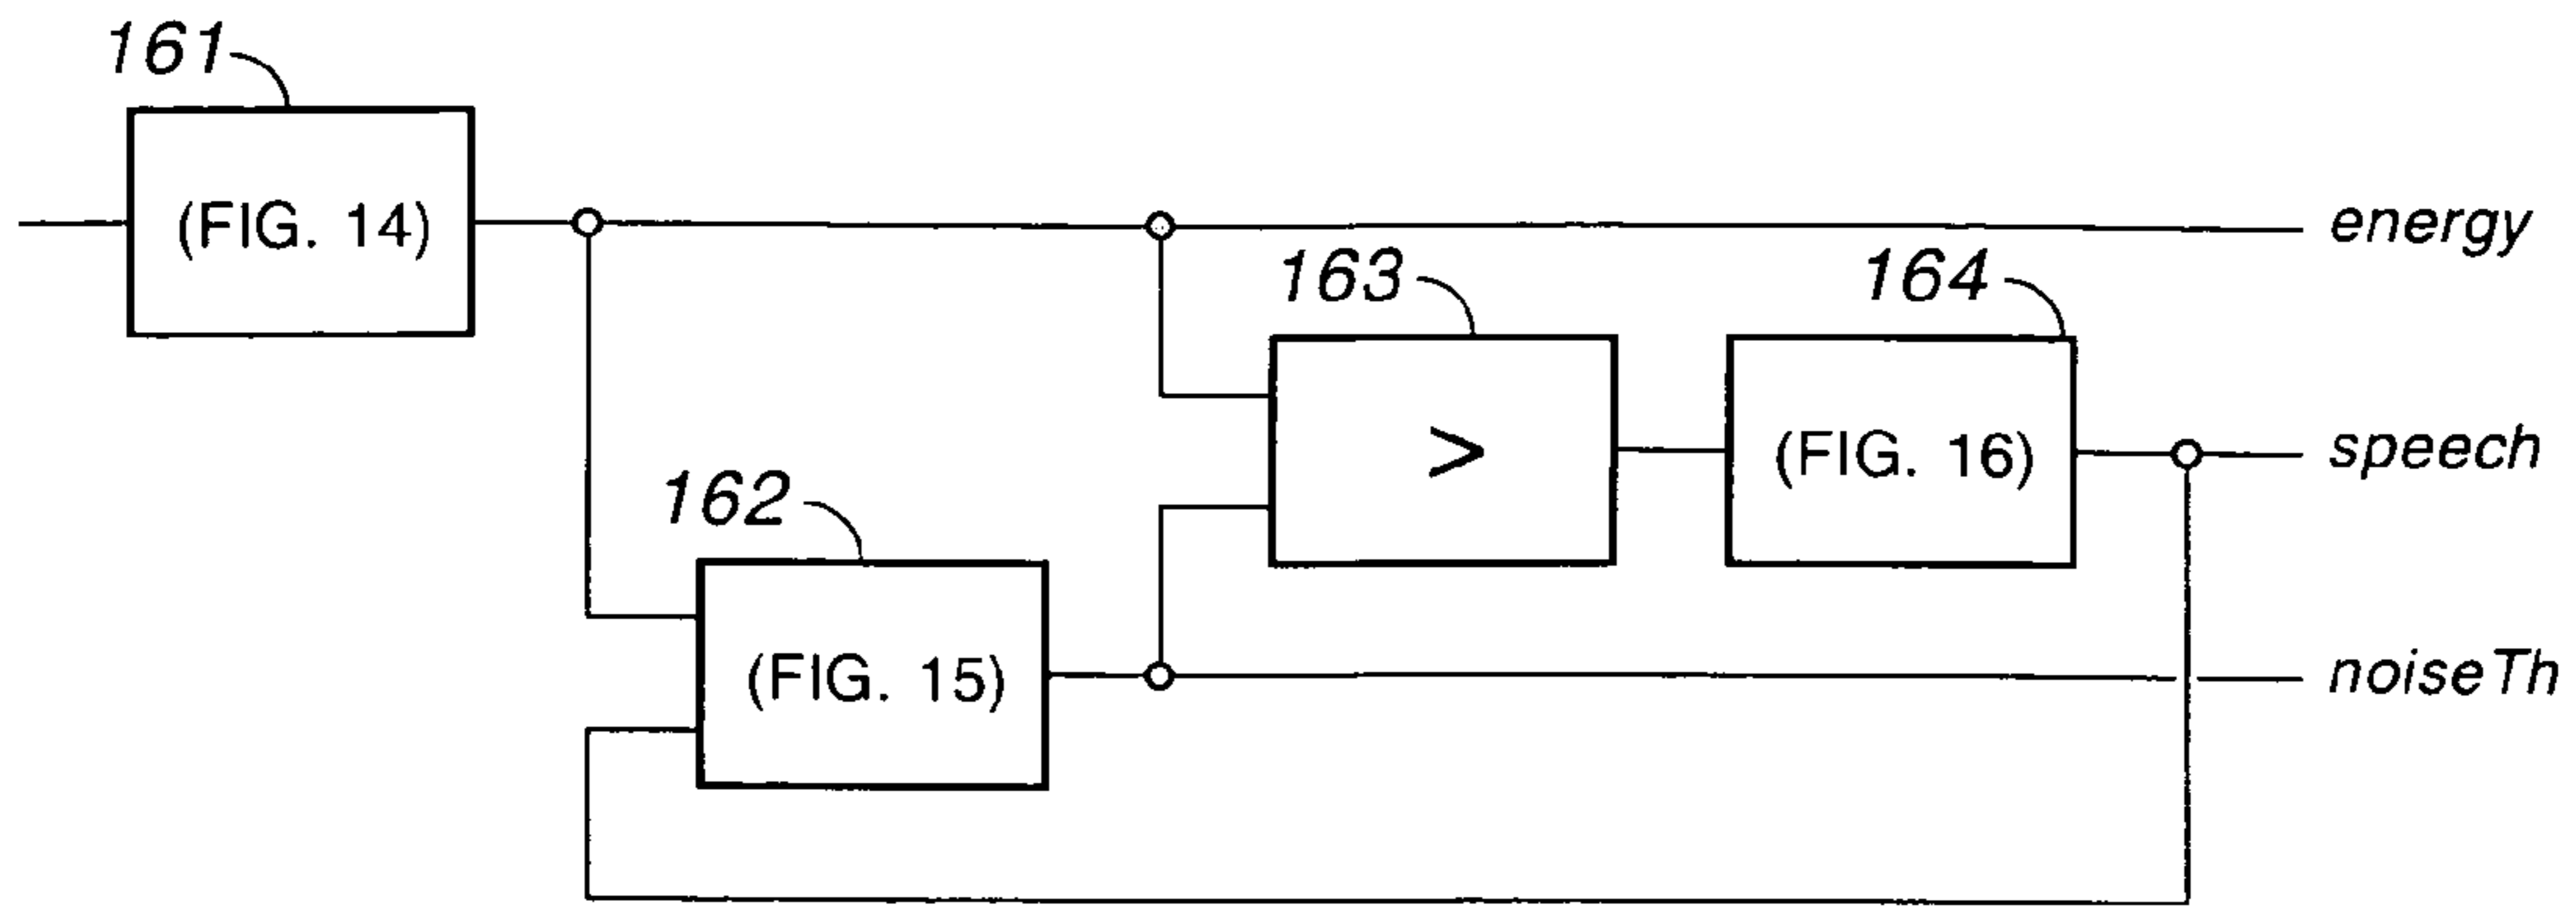 161
(FIG. 14)
energy
163
164
>
(FIG. 16)
speech
162
(FIG. 15)
noiseTh